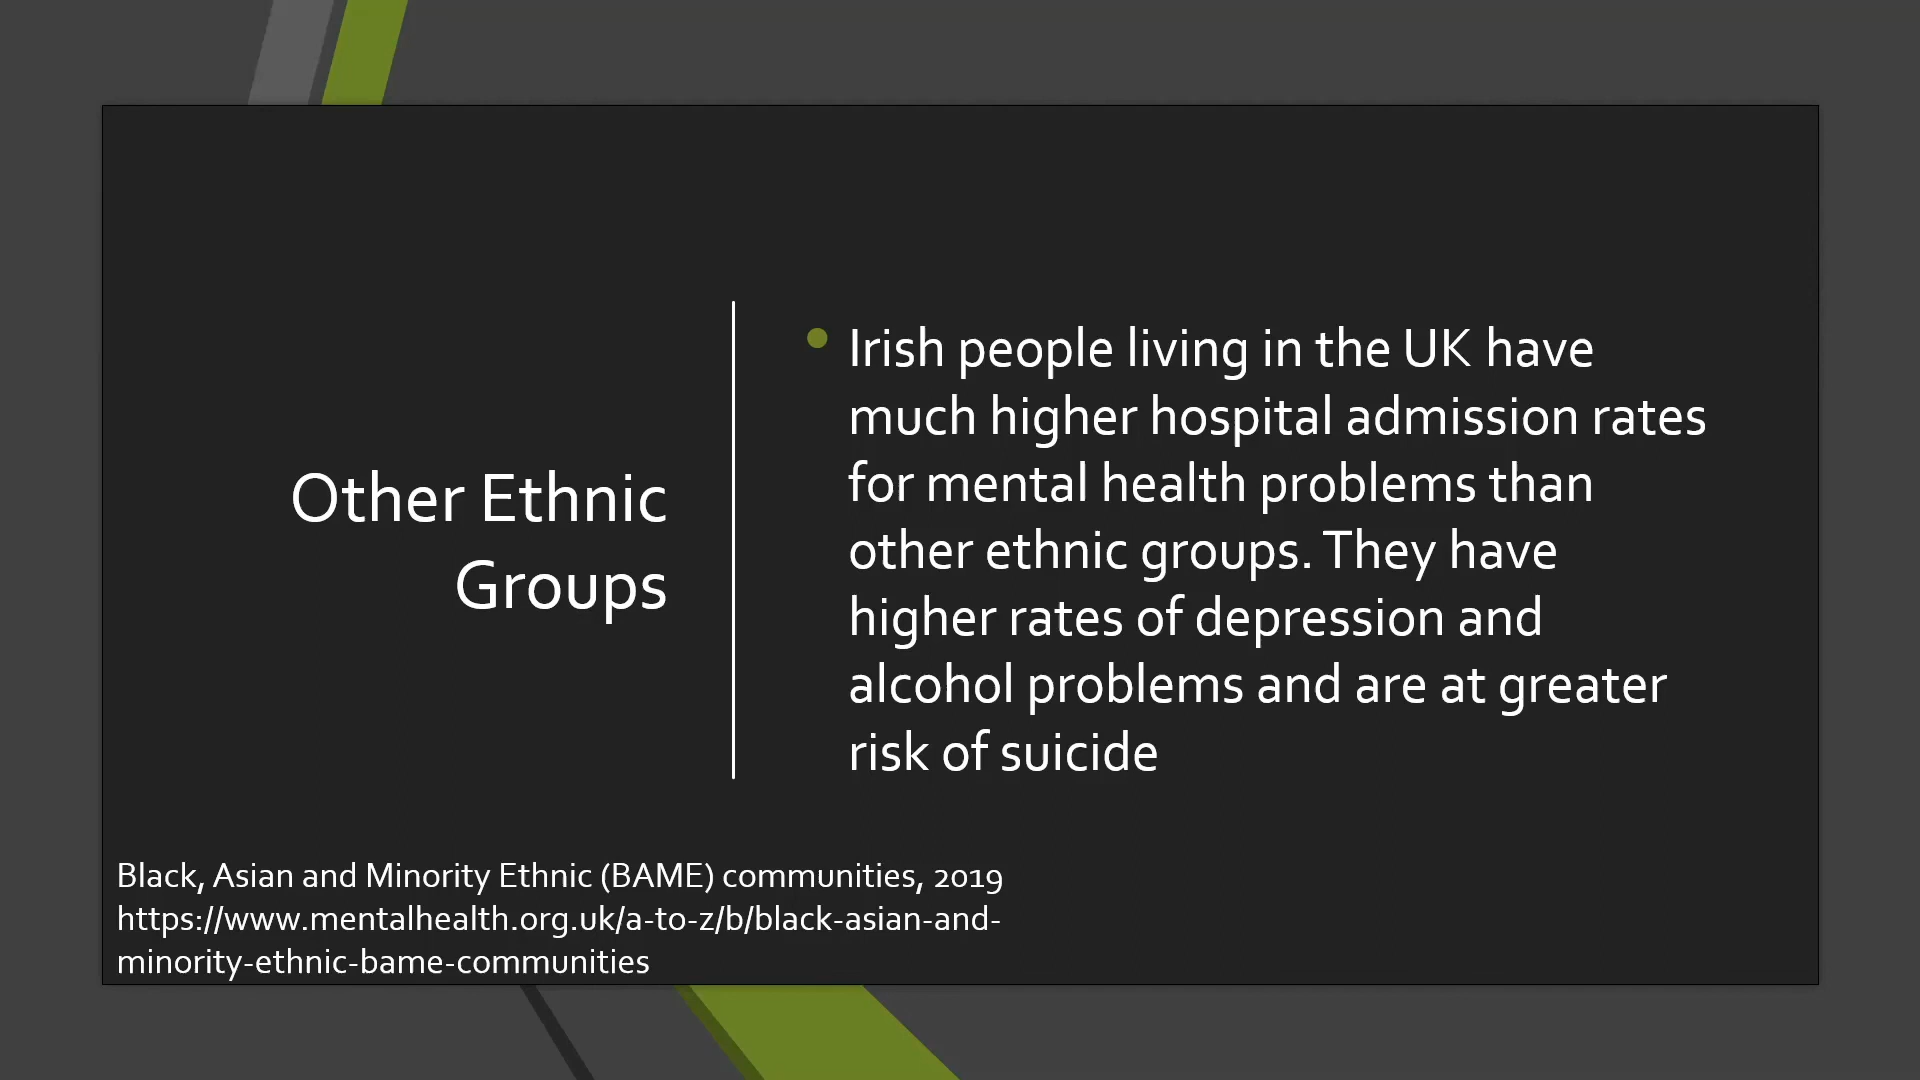 Other Ethnic
Groups
Irish people living in the UK have
much higher hospital admission rates
for mental health problems than
other ethnic groups. They have
higher rates of depression and
alcohol problems and are at greater
risk of suicide
Black, Asian and Minority Ethnic (BAME) communities, 2019
https://www.mentalhealth.org.uk/a-to-z/b/black-asian-and-
minority-ethnic-bame-communities